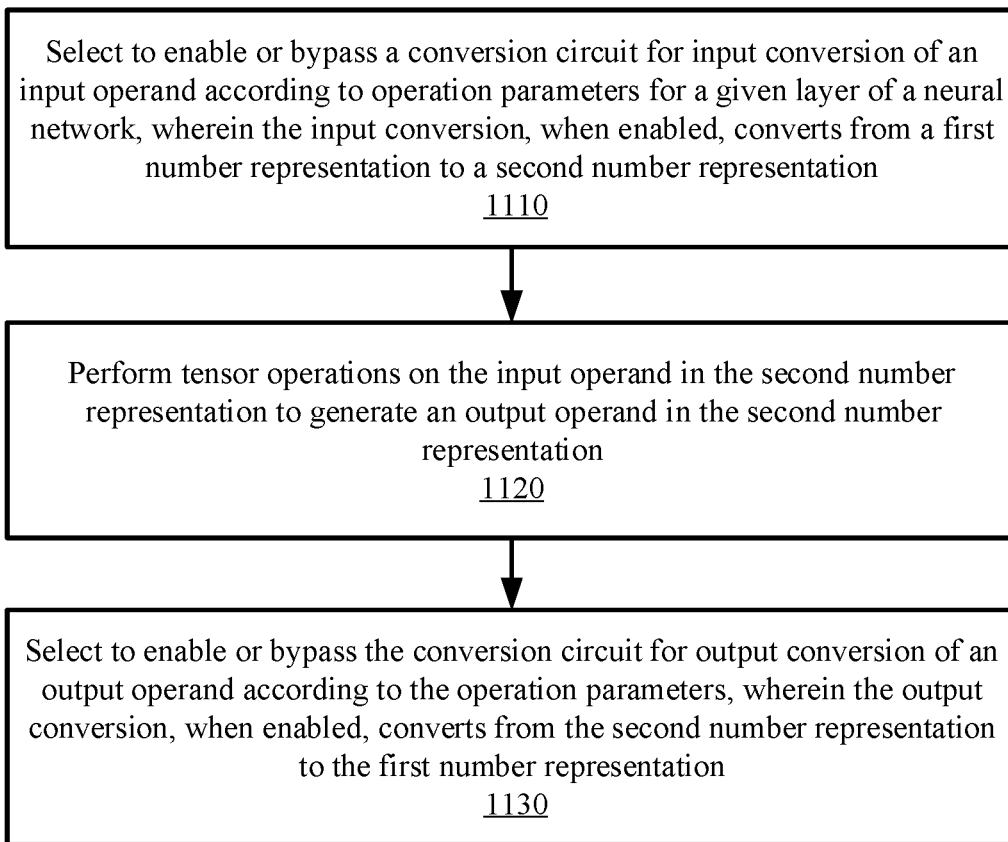 Select to enable or bypass a conversion circuit for input conversion of an
input operand according to operation parameters for a given layer of a neural
network, wherein the input conversion, when enabled, converts from a first
number representation to a second number representation
1110
Perform tensor operations on the input operand in the second number
representation to generate an output operand in the second number
representation
1120
Select to enable or bypass the conversion circuit for output conversion of an
output operand according to the operation parameters, wherein the output
conversion, when enabled, converts from the second number representation
to the first number representation
1130